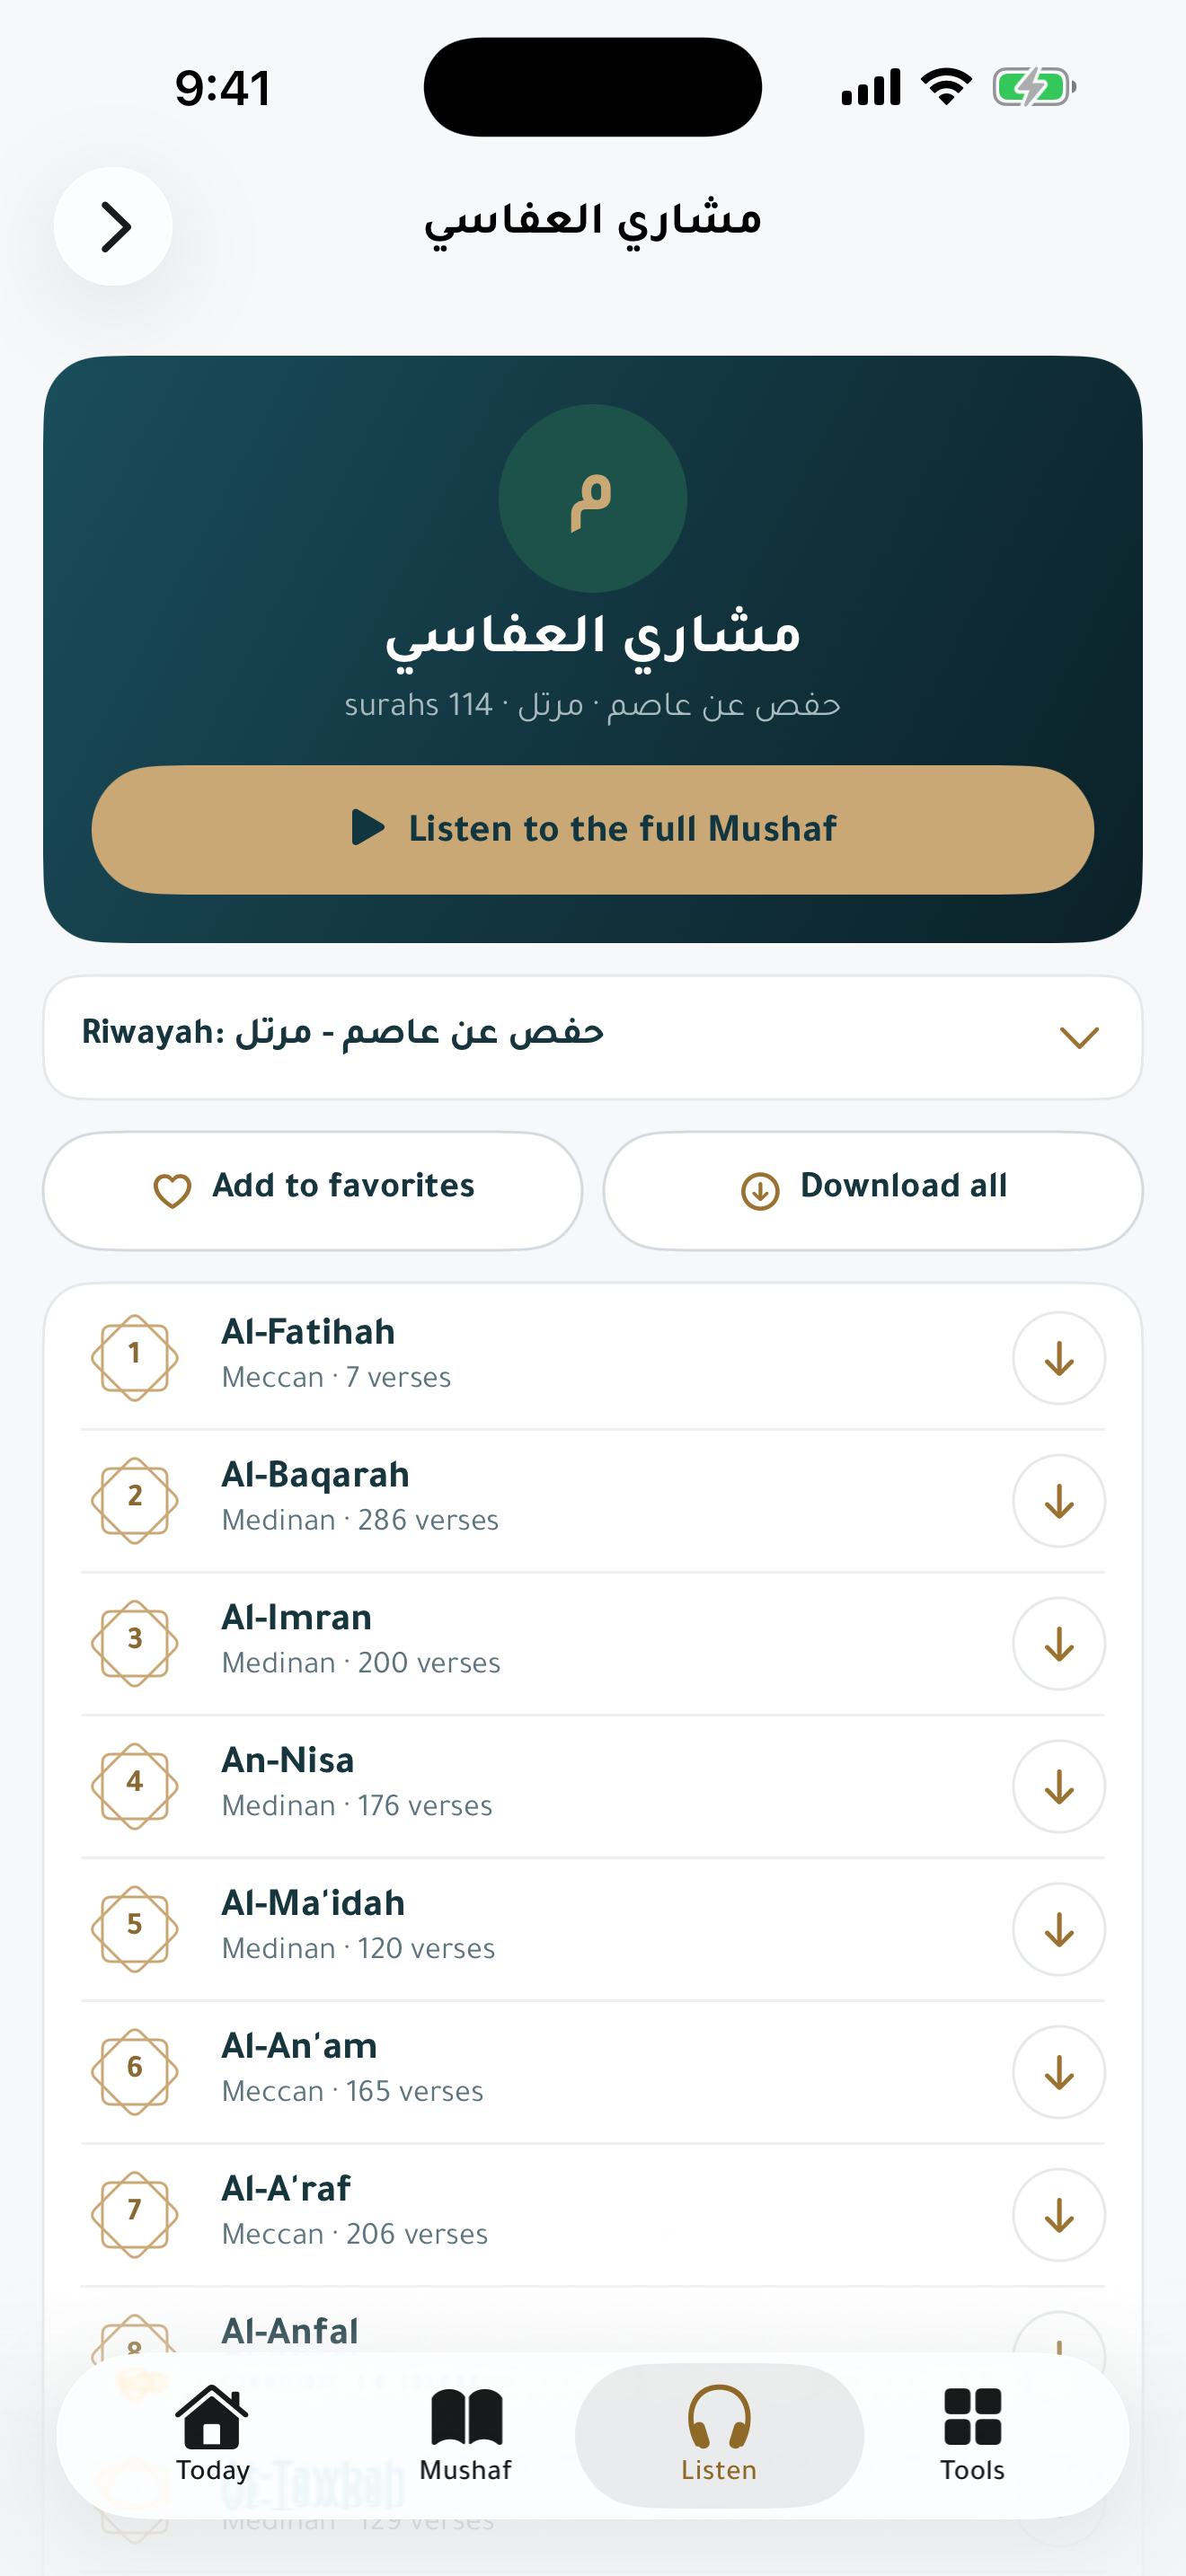 9:41
مشاري العفاسي
م
مشاري العفاسي
حفص عن عاصم · مرتل · 114 surahs
Listen to the full Mushaf
Riwayah: حفص عن عاصم - مرتل
Add to favorites
Download all
1
Al-Fatihah
Meccan · 7 verses
2
Al-Baqarah
Medinan · 286 verses
3
Al-Imran
Medinan · 200 verses
4
An-Nisa
Medinan · 176 verses
5
Al-Ma'idah
Medinan · 120 verses
6
Al-An'am
Meccan · 165 verses
7
Al-A'raf
Meccan · 206 verses
8
Al-Anfal
Today
Mushaf
Listen
Tools
Medinan · 129 verses